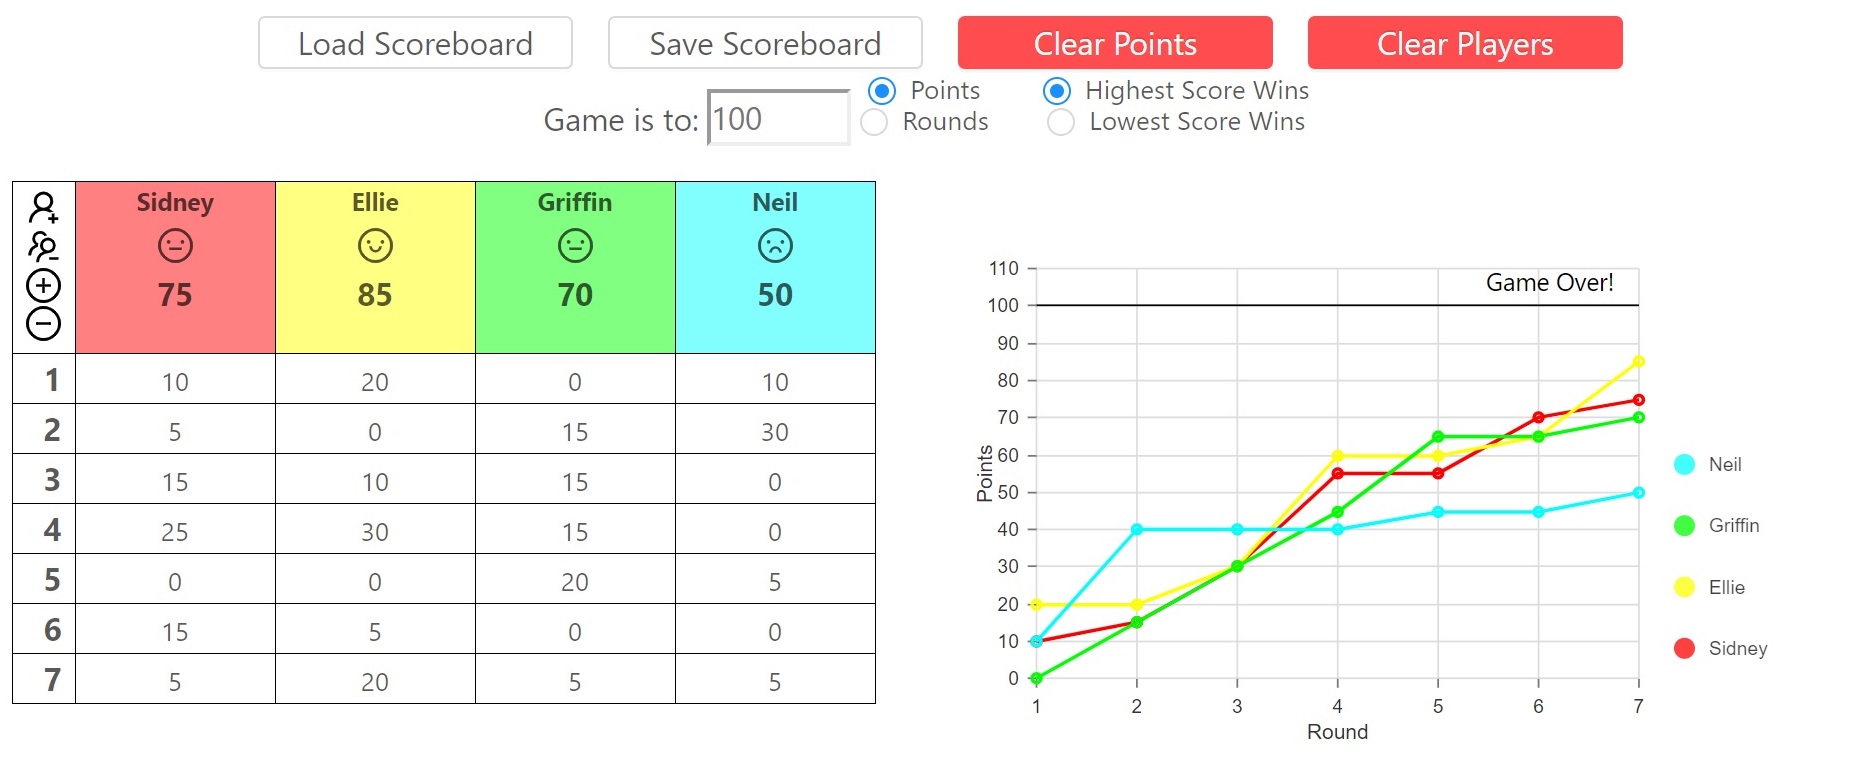 Load Scoreboard Save Scoreboard Clear Points Clear Players
Game is to: 100
Points Highest Score Wins
Rounds Lowest Score Wins
Sidney Ellie Griffin Neil
75 85 70 50
1 10 20 0 10
2 5 0 15 30
3 15 10 15 0
4 25 30 15 0
5 0 0 20 5
6 15 5 0 0
7 5 20 5 5
Game Over!
110
100
90
80
70
60
50
40
30
20
10
0
Points
1 2 3 4 5 6 7
Round
Neil
Griffin
Ellie
Sidney